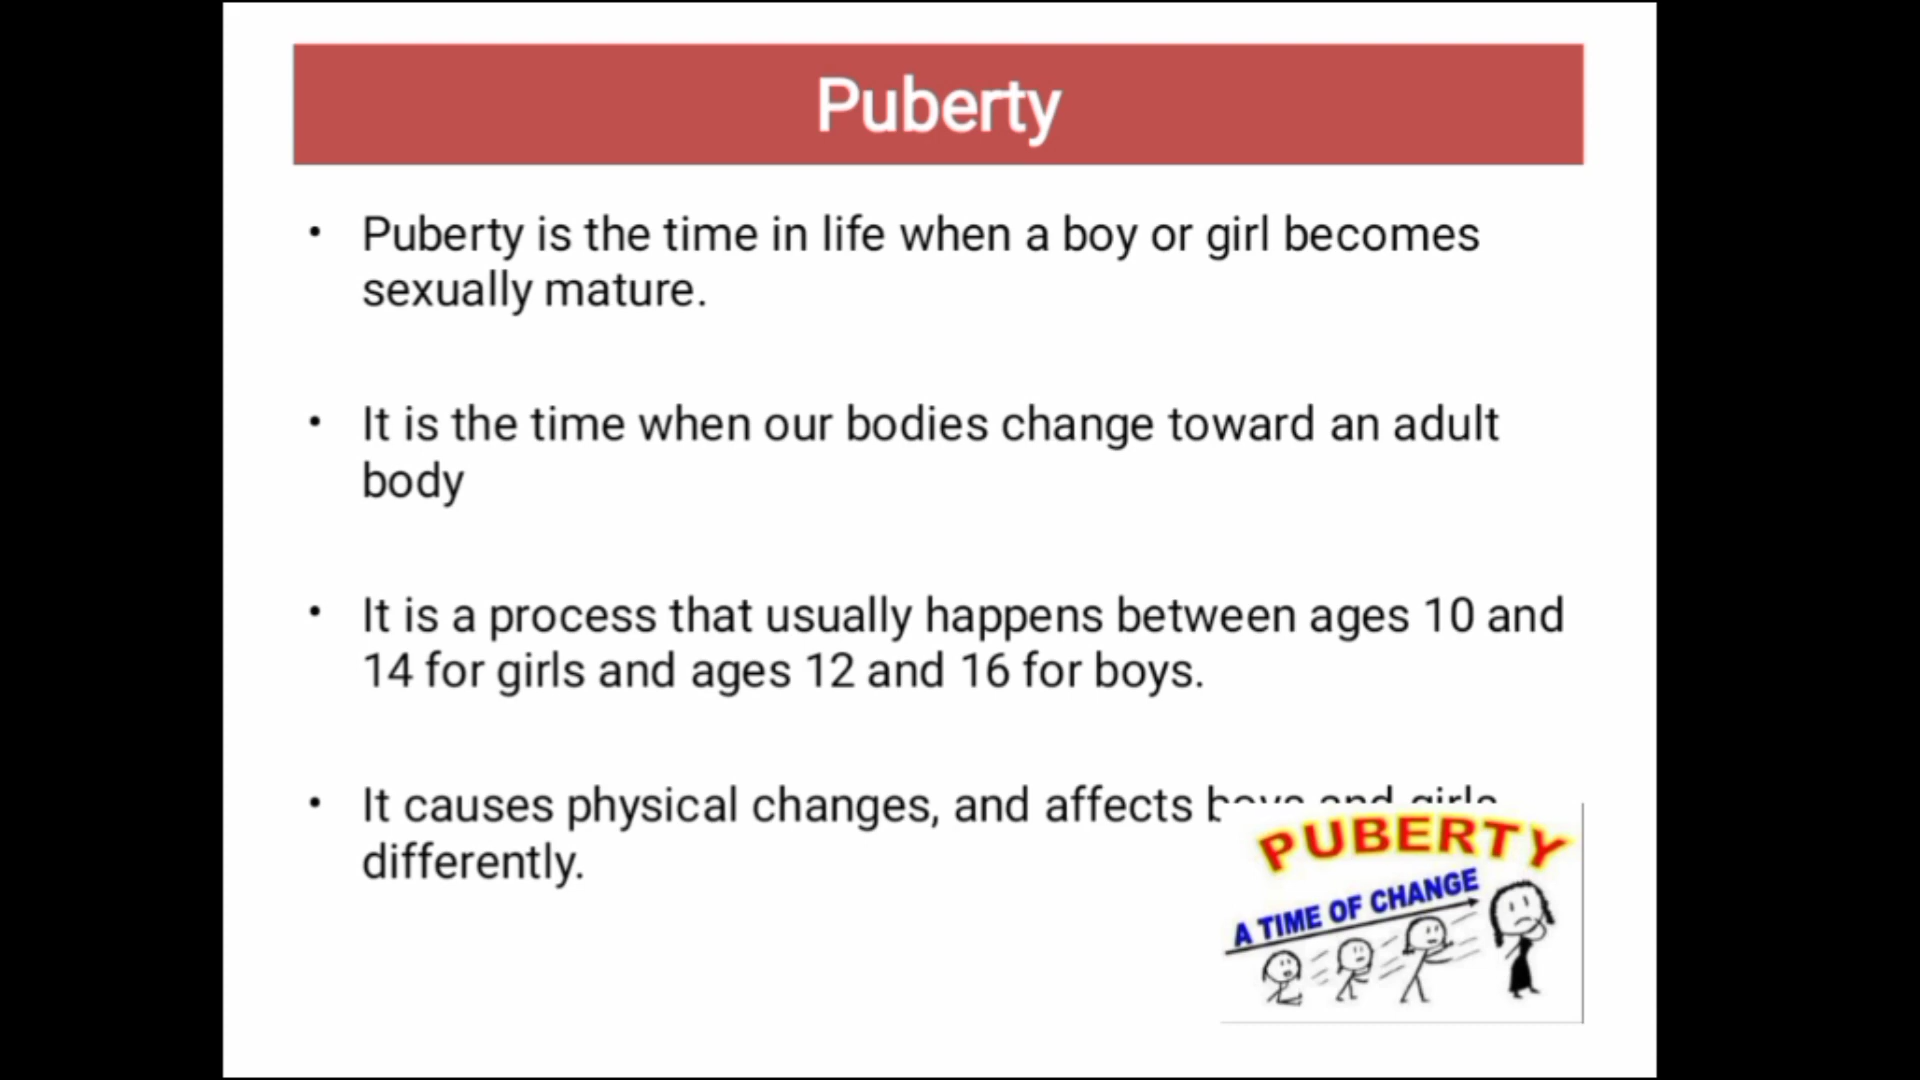 Puberty
• Puberty is the time in life when a boy or girl becomes
sexually mature.
• It is the time when our bodies change toward an adult
body
• It is a process that usually happens between ages 10 and
14 for girls and ages 12 and 16 for boys.
• It causes physical changes, and affects boys and girls
differently.
PUBERTY
A TIME OF CHANGE